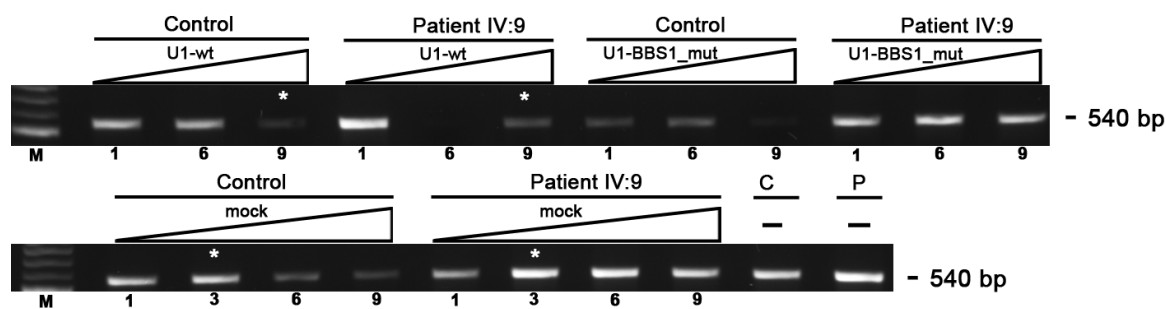 Control Patient IV:9 Control Patient IV:9
U1-wt U1-wt U1-BBS1_mut U1-BBS1_mut
* *
- 540 bp
M 1 6 9 1 6 9 1 6 9 1 6 9
Control Patient IV:9 C P
mock mock – –
* *
- 540 bp
M 1 3 6 9 1 3 6 9